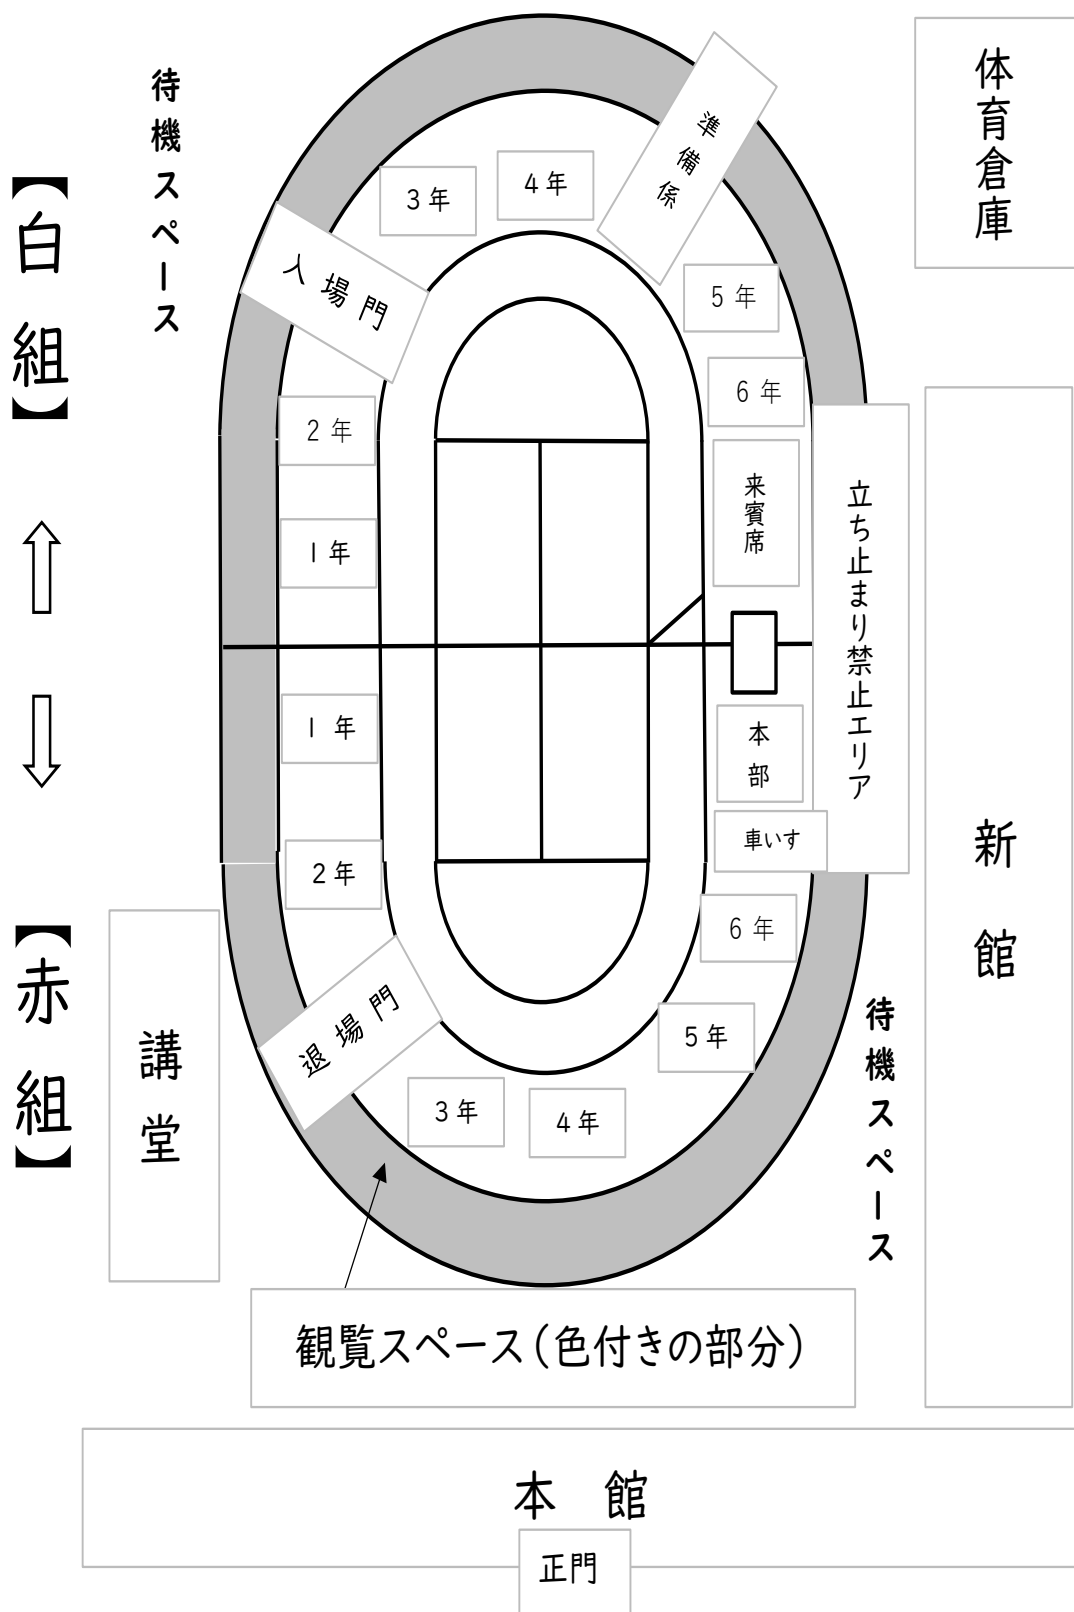 待機スペース
体育倉庫
準備係
4年
3年
【白組】
入場門
5年
6年
2年
来賓席
立ち止まり禁止エリア
1年
1年
本部
車いす
新館
2年
6年
【赤組】
退場門
5年
待機スペース
講堂
3年
4年
観覧スペース(色付きの部分)
本館
正門